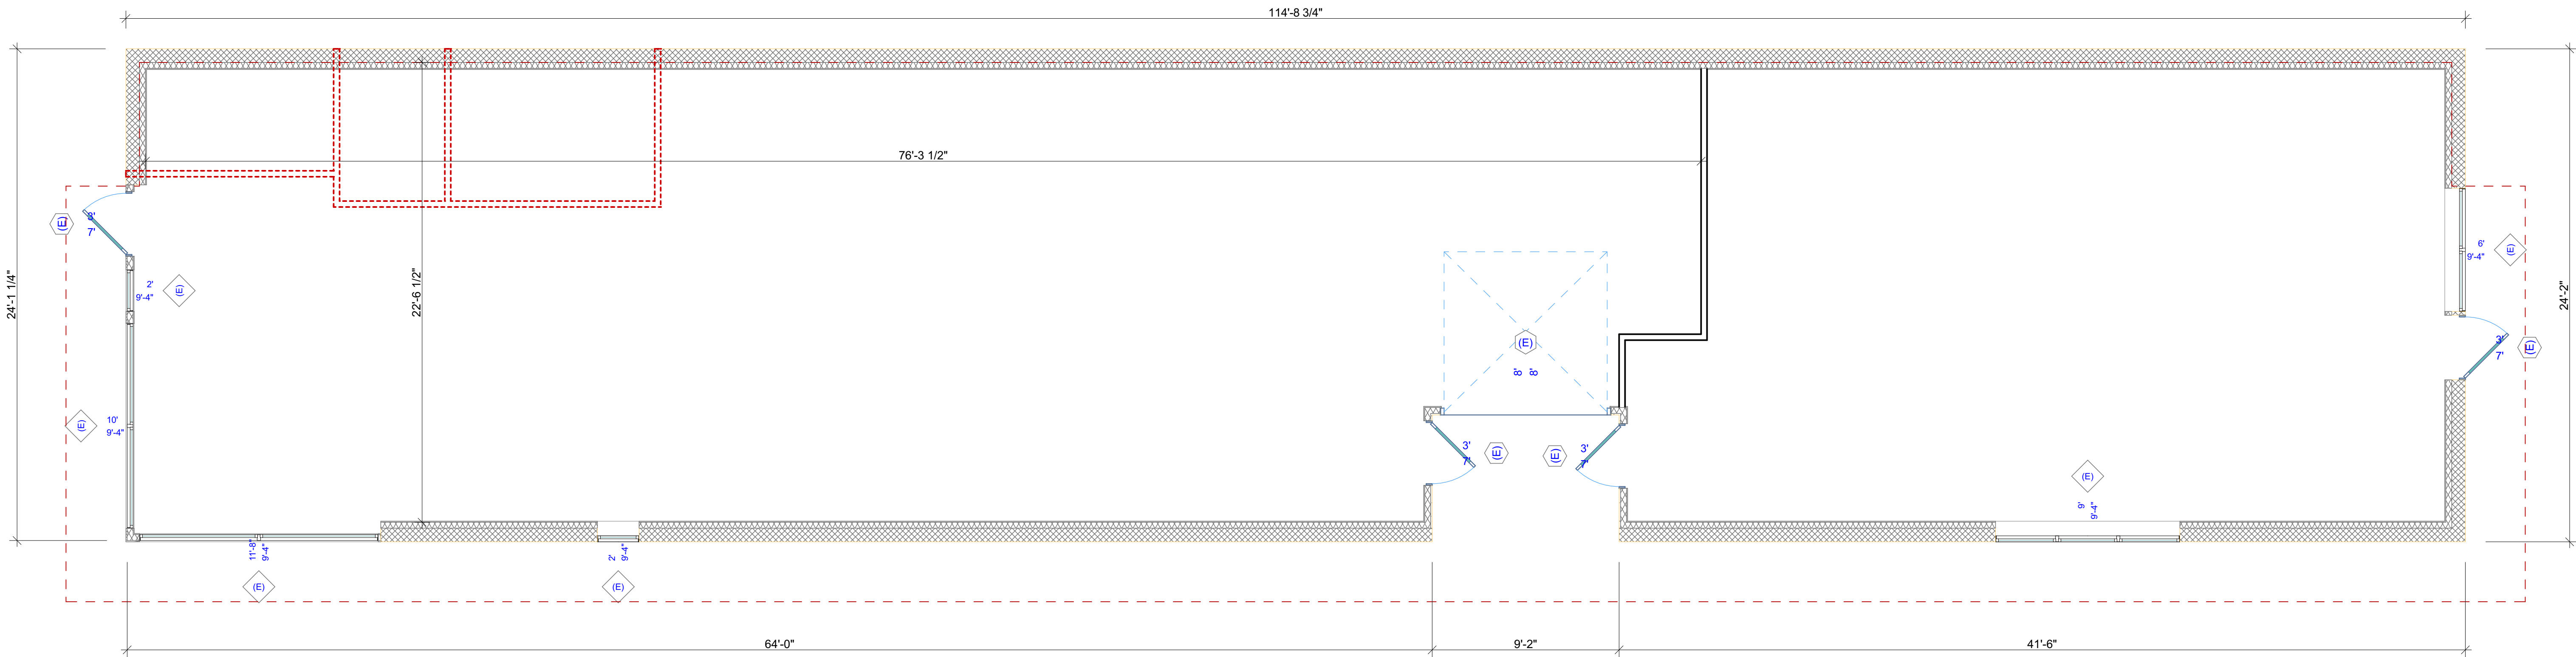 114'-8 3/4"
76'-3 1/2"
24'-1 1/4"
22'-6 1/2"
24'-2"
(E)
3'
7'
2'
9'-4"
(E)
10'
9'-4"
(E)
(E)
8'
8'
6'
9'-4"
(E)
3'
7'
(E)
3'
7'
(E)
(E)
3'
7'
(E)
9'
9'-4"
11'-8"
9'-4"
(E)
2'
9'-4"
(E)
64'-0"
9'-2"
41'-6"